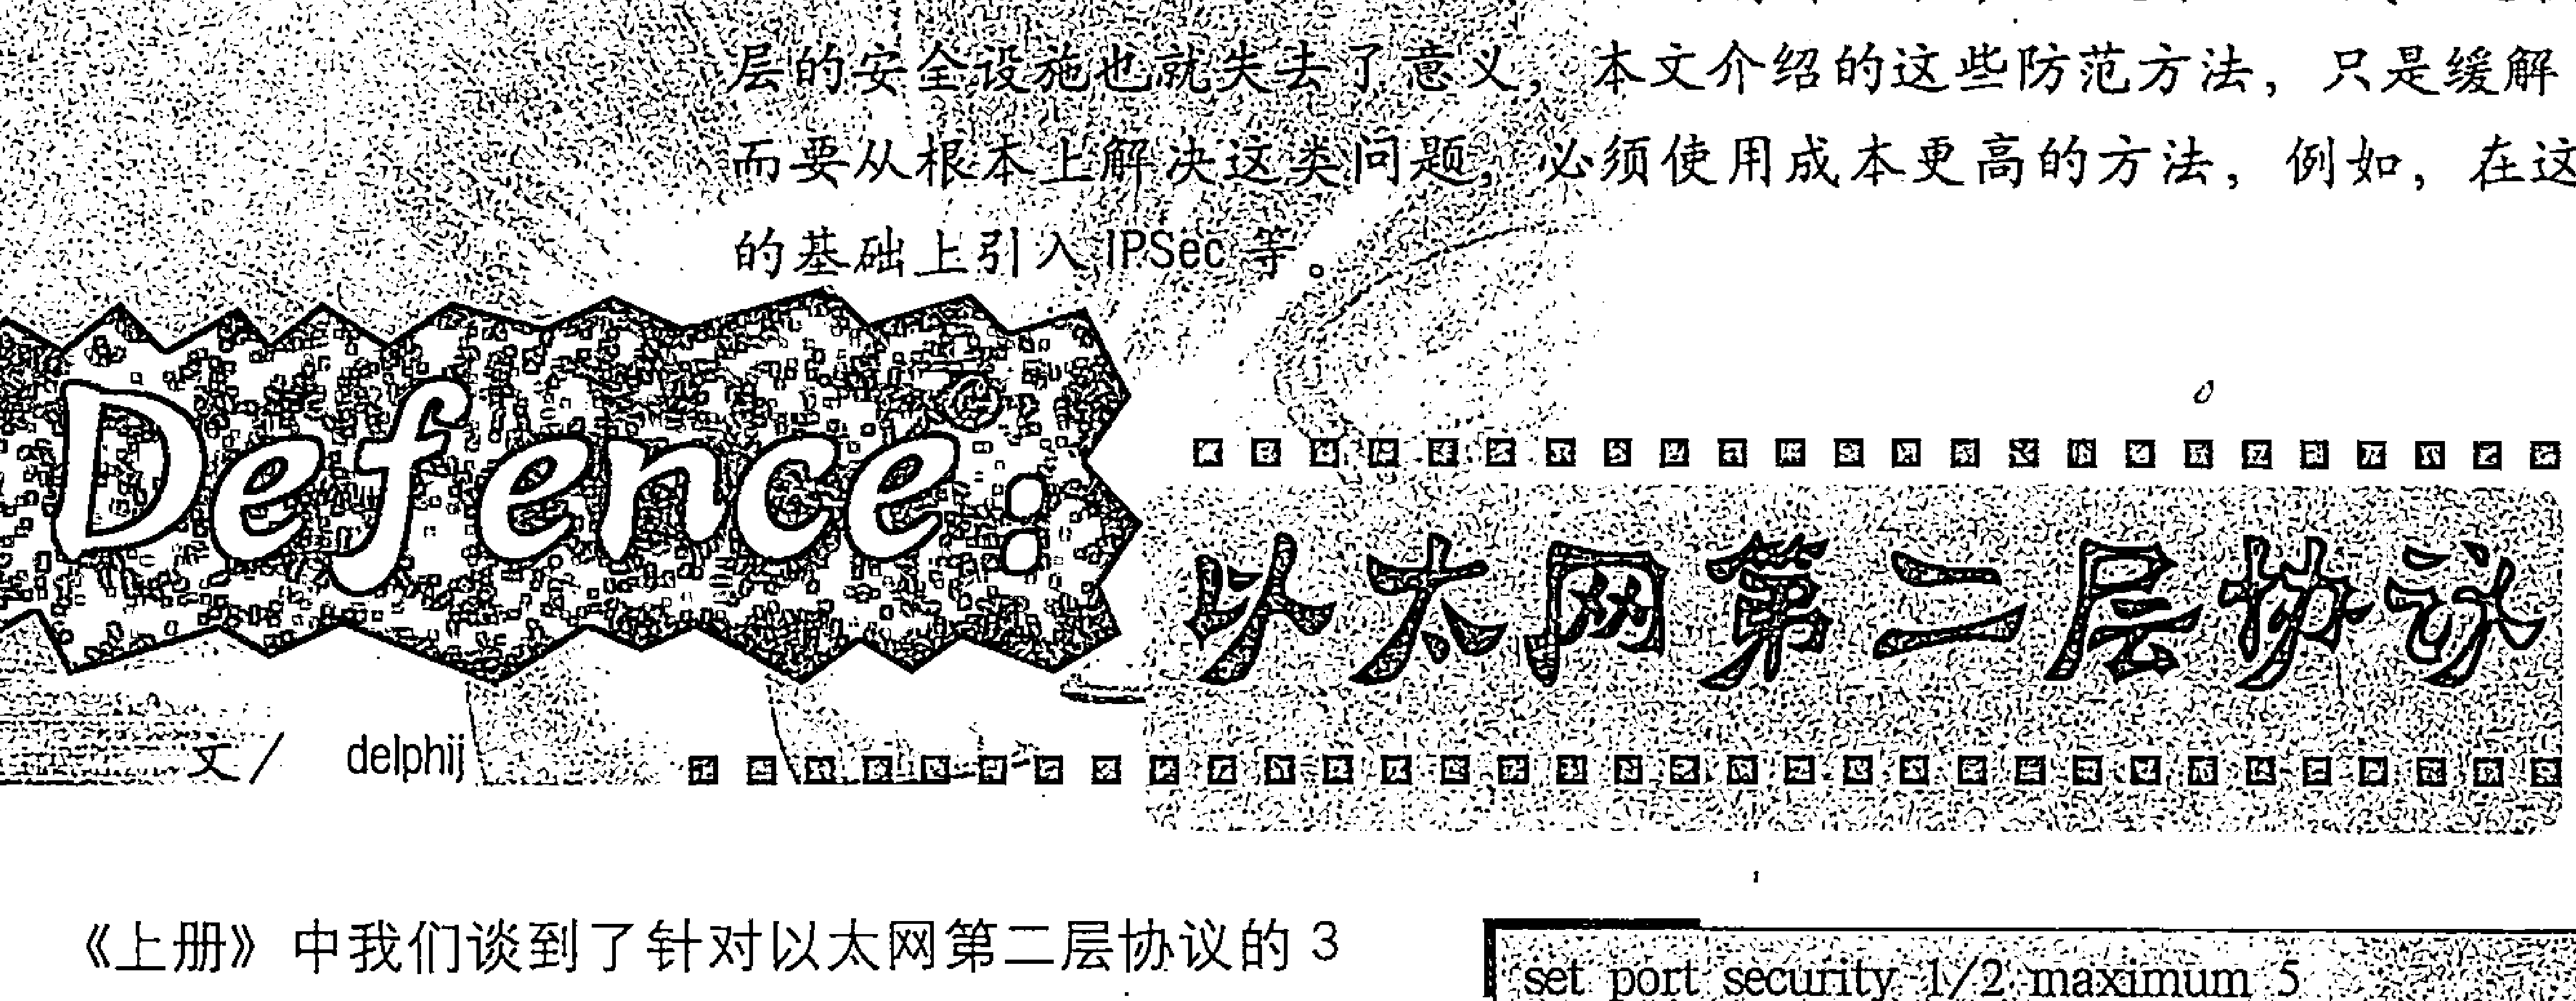 层的安全设施也就失去了意义，本文介绍的这些防范方法，只是缓解
而要从根本上解决这类问题，必须使用成本更高的方法，例如，在这
的基础上引入 IPSec 等。
Defence:
以太网第二层协议
文/ delphij
《上册》中我们谈到了针对以太网第二层协议的 3
set port security 1/2 maximum 5